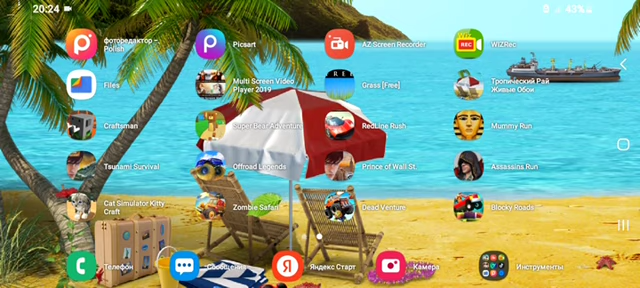 20:24
43%
фоторедактор – Polish
Picsart
AZ Screen Recorder
REC
WIZRec
Files
Multi Screen Video Player 2019
Grass [Free]
Тропический Рай Живые Обои
Craftsman
Super Bear Adventure
RedLine Rush
Mummy Run
Tsunami Survival
Offroad Legends
Prince of Wall St.
Assassins Run
Cat Simulator Kitty Craft
Zombie Safari
Dead Venture
Blocky Roads
Телефон
Сообщения
Я
Яндекс Старт
Камера
Инструменты